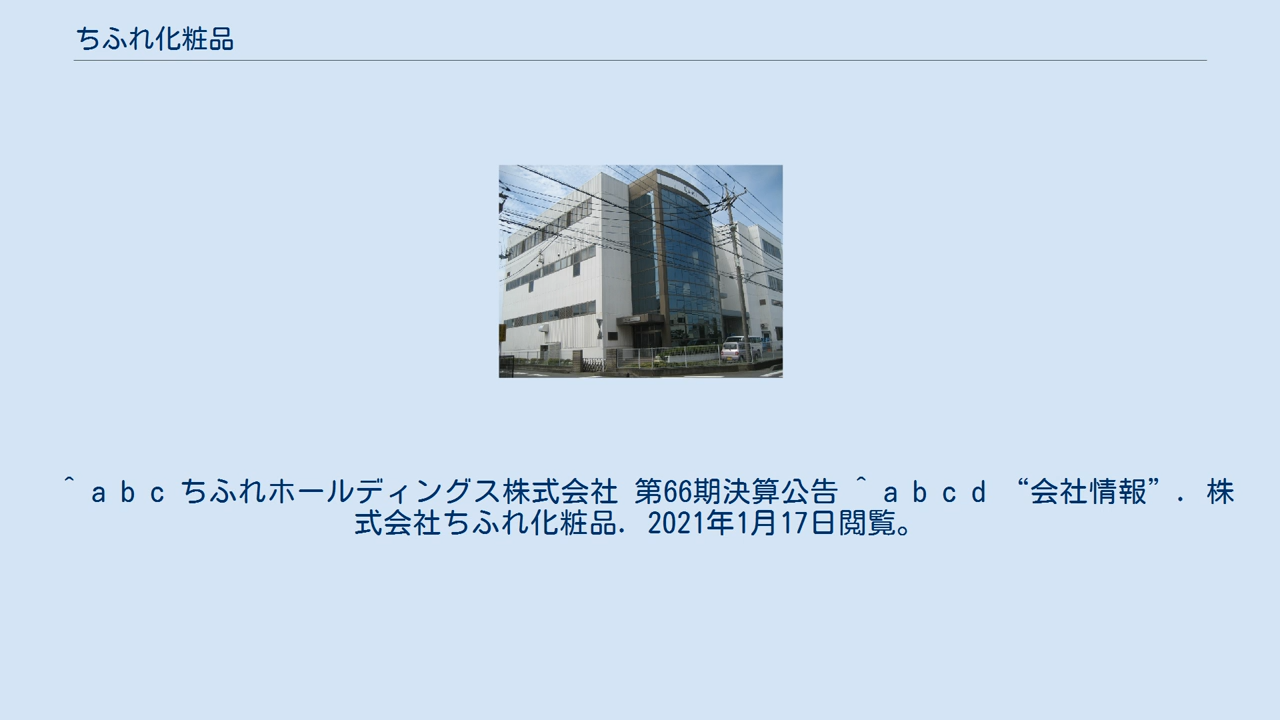 ちふれ化粧品
^ a b c ちふれホールディングス株式会社 第66期決算公告 ^ a b c d “会社情報”. 株
式会社ちふれ化粧品. 2021年1月17日閲覧。